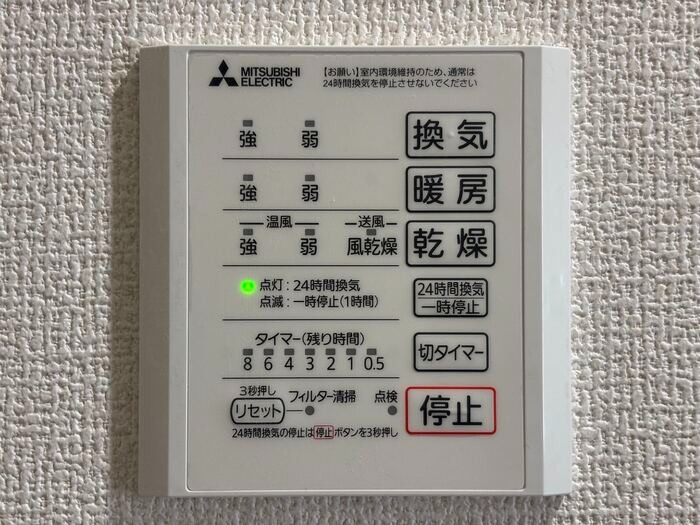 MITSUBISHI
ELECTRIC
【お願い】室内環境維持のため、通常は
24時間換気を停止させないでください
強 弱 換気
強 弱 暖房
温風 送風
強 弱 風乾燥 乾燥
点灯：24時間換気
点滅：一時停止(1時間)
24時間換気
一時停止
タイマー(残り時間)
8 6 4 3 2 1 0.5
切タイマー
3秒押し
リセット フィルター清掃 点検
24時間換気の停止は停止ボタンを3秒押し
停止